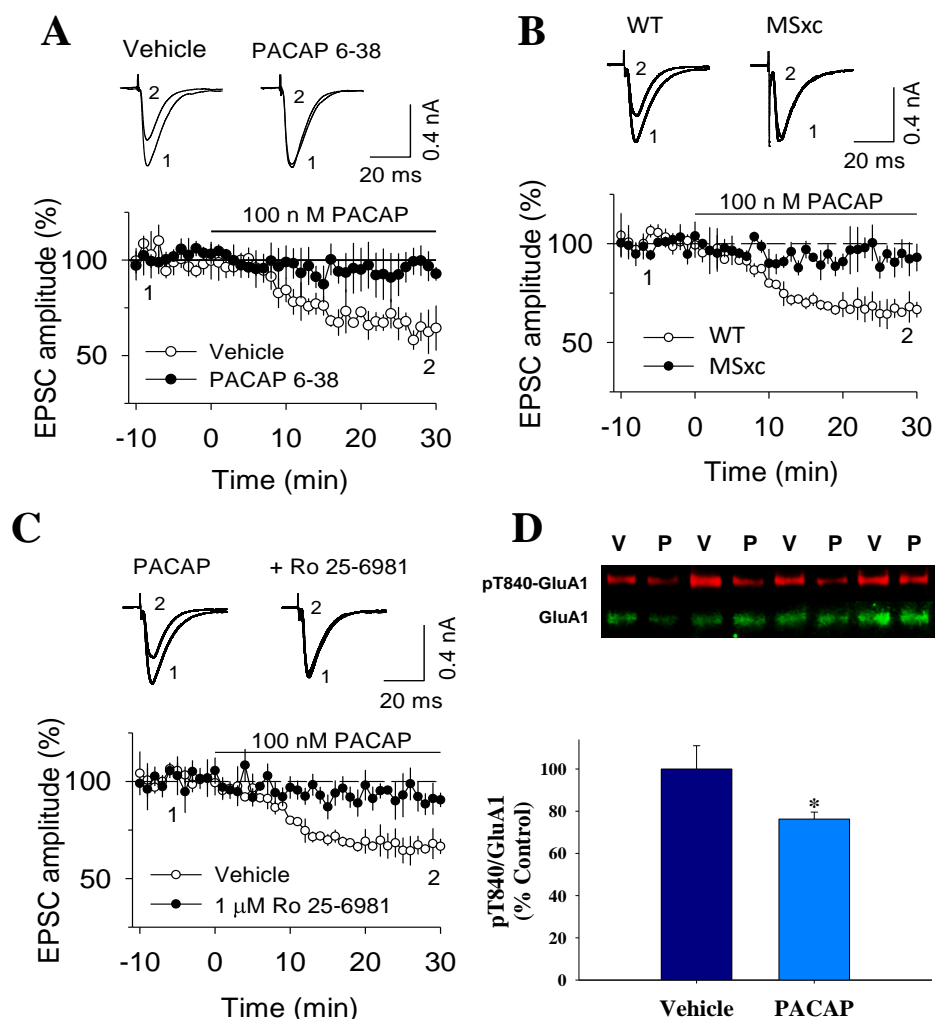 A
Vehicle PACAP 6-38
2 2
1 1
0.4 nA
20 ms
100 n M PACAP
EPSC amplitude (%)
100
50
1
2
Vehicle
PACAP 6-38
-10 0 10 20 30
Time (min)
B
WT MSxc
2 2
1 1
0.4 nA
20 ms
100 n M PACAP
EPSC amplitude (%)
100
50
1
2
WT
MSxc
-10 0 10 20 30
Time (min)
C
PACAP + Ro 25-6981
2 2
1 1
0.4 nA
20 ms
100 nM PACAP
EPSC amplitude (%)
100
50
1
2
Vehicle
1 μM Ro 25-6981
-10 0 10 20 30
Time (min)
D
V P V P V P V P
pT840-GluA1
GluA1
pT840/GluA1
(% Control)
100
80
60
40
20
0
*
Vehicle PACAP